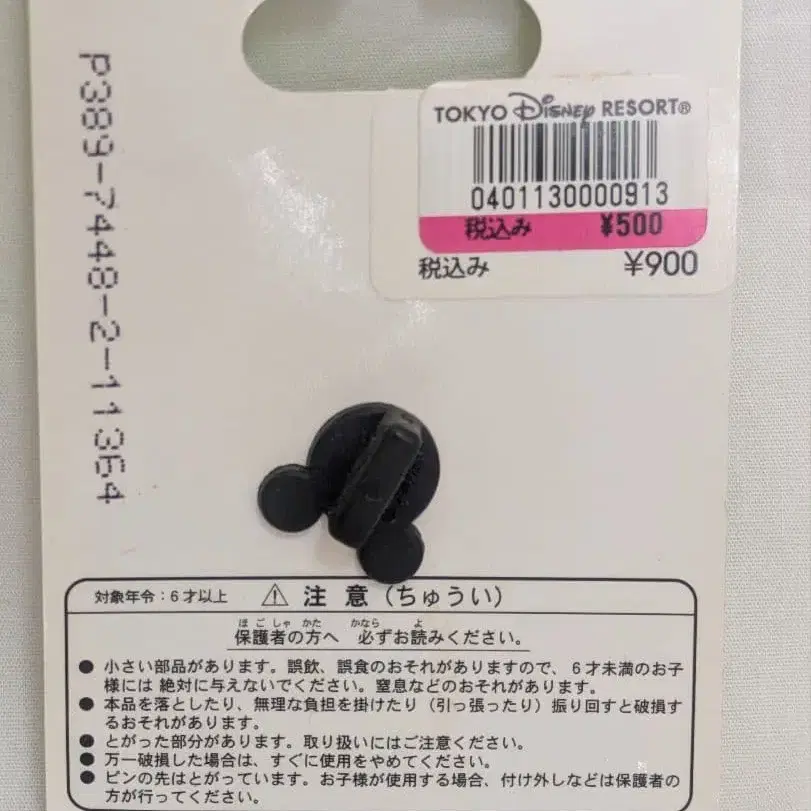 P389-7448-2-11364
TOKYO Disney RESORT®
0401130000913
税込み ¥500
税込み ¥900
対象年令：6才以上 ⚠ 注 意（ちゅうい）
ほ ご しゃ かた かなら よ
保護者の方へ 必ずお読みください。
● 小さい部品があります。誤飲、誤食のおそれがありますので、6才未満のお子
様には 絶対に与えないでください。窒息などのおそれがあります。
● 本品を落としたり、無理な負担を掛けたり（引っ張ったり）振り回すと破損す
るおそれがあります。
● とがった部分があります。取り扱いにはご注意ください。
● 万一破損した場合は、すぐに使用をやめてください。
● ピンの先はとがっています。お子様が使用する場合、付け外しなどは保護者の
方が行ってください。